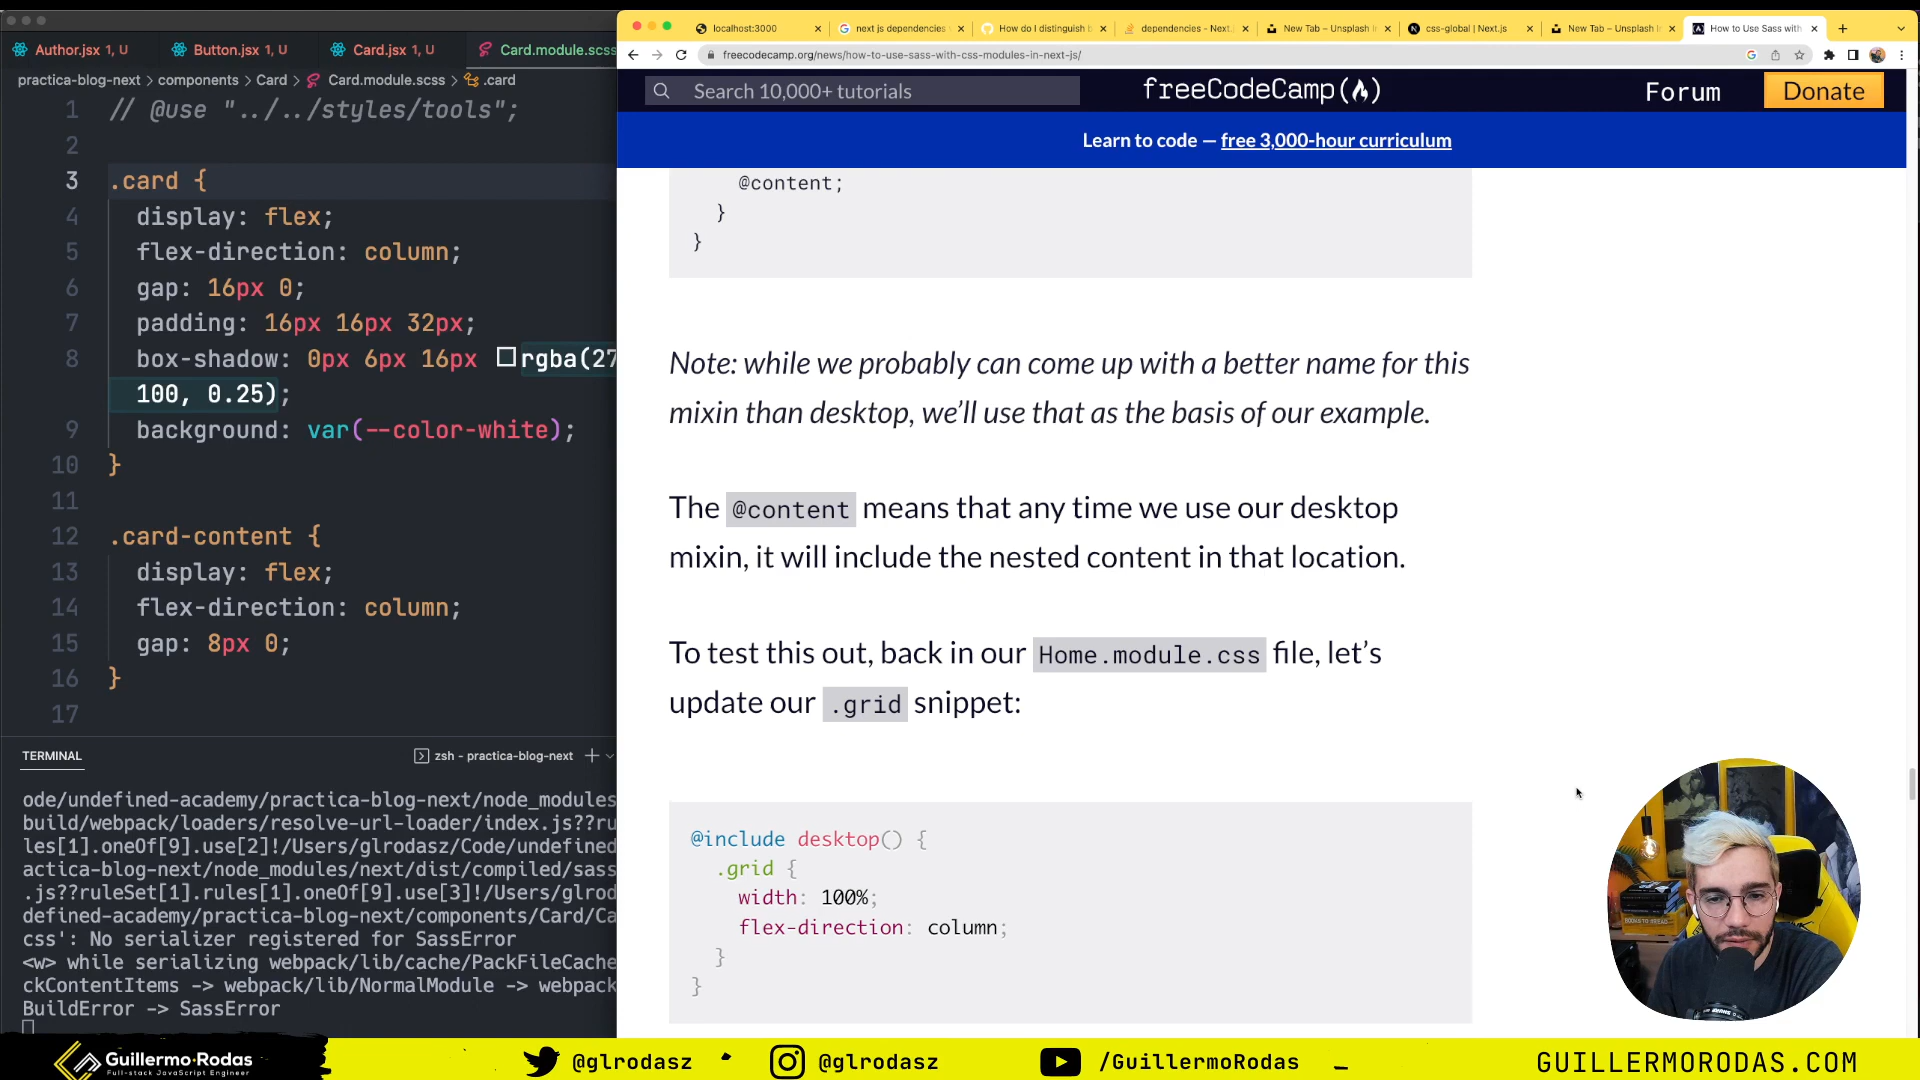 Author.jsx 1, U
Button.jsx 1, U
Card.jsx 1, U
Card.module.scss
practica-blog-next > components > Card > Card.module.scss > .card
1 // @use "../../styles/tools";
2
3 .card {
4 display: flex;
5 flex-direction: column;
6 gap: 16px 0;
7 padding: 16px 16px 32px;
8 box-shadow: 0px 6px 16px rgba(27
100, 0.25);
9 background: var(--color-white);
10 }
11
12 .card-content {
13 display: flex;
14 flex-direction: column;
15 gap: 8px 0;
16 }
17
TERMINAL
zsh - practica-blog-next
ode/undefined-academy/practica-blog-next/node_modules
build/webpack/loaders/resolve-url-loader/index.js??ru
les[1].oneOf[9].use[2]!/Users/glrodasz/Code/undefined
actica-blog-next/node_modules/next/dist/compiled/sass
.js??ruleSet[1].rules[1].oneOf[9].use[3]!/Users/glrod
defined-academy/practica-blog-next/components/Card/Ca
css': No serializer registered for SassError
<w> while serializing webpack/lib/cache/PackFileCache
ckContentItems -> webpack/lib/NormalModule -> webpack
BuildError -> SassError
localhost:3000
next js dependencies
How do I distinguish
dependencies - Next.
New Tab – Unsplash
css-global | Next.js
New Tab – Unsplash
How to Use Sass with
freecodecamp.org/news/how-to-use-sass-with-css-modules-in-next-js/
Search 10,000+ tutorials
freeCodeCamp
Forum
Donate
Learn to code — free 3,000-hour curriculum
@content;
}
}
Note: while we probably can come up with a better name for this
mixin than desktop, we’ll use that as the basis of our example.
The @content means that any time we use our desktop
mixin, it will include the nested content in that location.
To test this out, back in our Home.module.css file, let’s
update our .grid snippet:
@include desktop() {
.grid {
width: 100%;
flex-direction: column;
}
}
Guillermo Rodas
Full-stack JavaScript Engineer
@glrodasz
@glrodasz
/GuillermoRodas
GUILLERMORODAS.COM